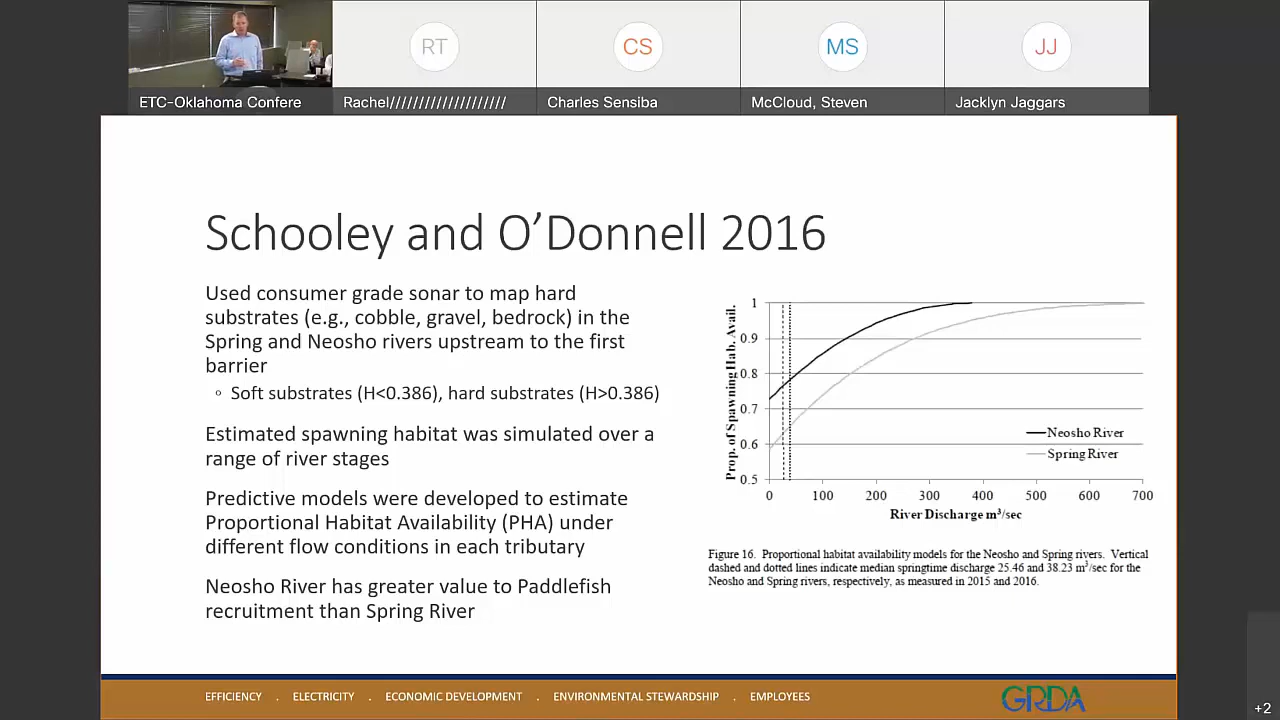 RT
CS
MS
JJ
ETC-Oklahoma Confere
Rachel////////////////////
Charles Sensiba
McCloud, Steven
Jacklyn Jaggars
Schooley and O’Donnell 2016
Used consumer grade sonar to map hard
substrates (e.g., cobble, gravel, bedrock) in the
Spring and Neosho rivers upstream to the first
barrier
◦ Soft substrates (H<0.386), hard substrates (H>0.386)
Estimated spawning habitat was simulated over a
range of river stages
Predictive models were developed to estimate
Proportional Habitat Availability (PHA) under
different flow conditions in each tributary
Neosho River has greater value to Paddlefish
recruitment than Spring River
Prop. of Spawning Hab. Avail.
1
0.9
0.8
0.7
0.6
0.5
Neosho River
Spring River
0 100 200 300 400 500 600 700
River Discharge m³/sec
Figure 16. Proportional habitat availability models for the Neosho and Spring rivers. Vertical
dashed and dotted lines indicate median springtime discharge 25.46 and 38.23 m³/sec for the
Neosho and Spring rivers, respectively, as measured in 2015 and 2016.
EFFICIENCY . ELECTRICITY . ECONOMIC DEVELOPMENT . ENVIRONMENTAL STEWARDSHIP . EMPLOYEES
GRDA
+2